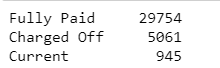 Fully Paid     29754
Charged Off     5061
Current          945